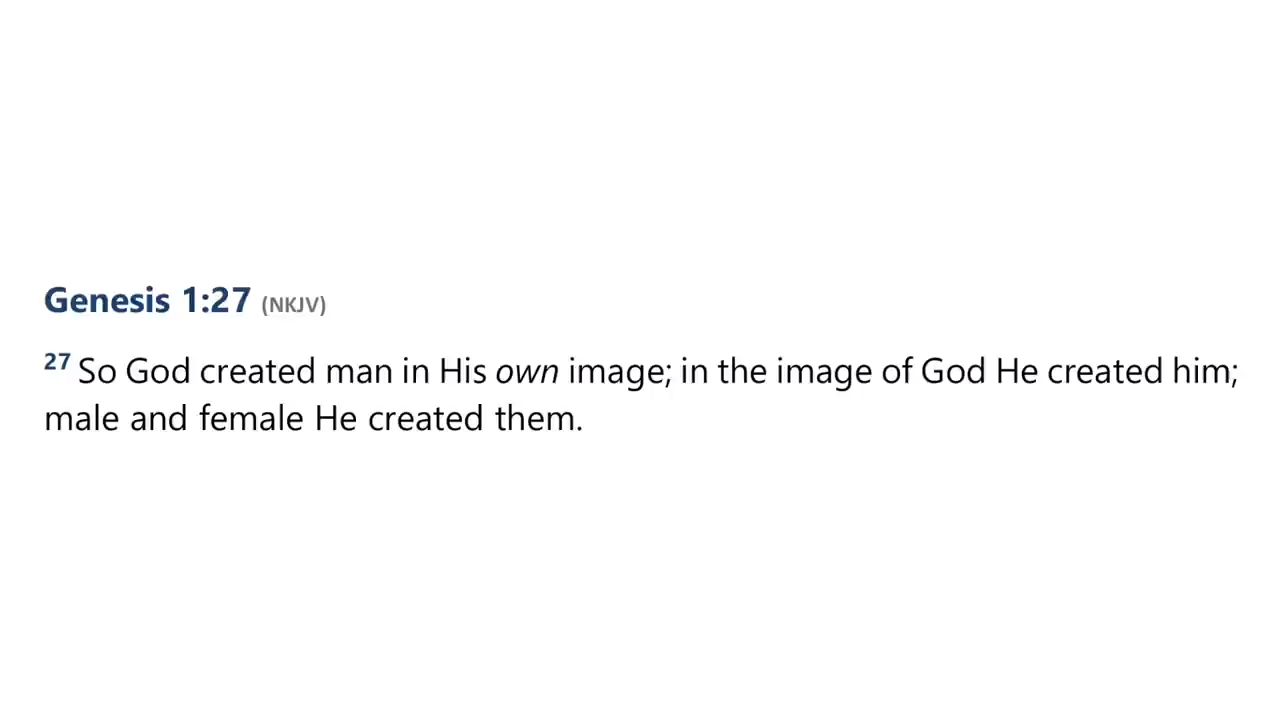 Genesis 1:27 (NKJV)
27 So God created man in His own image; in the image of God He created him;
male and female He created them.